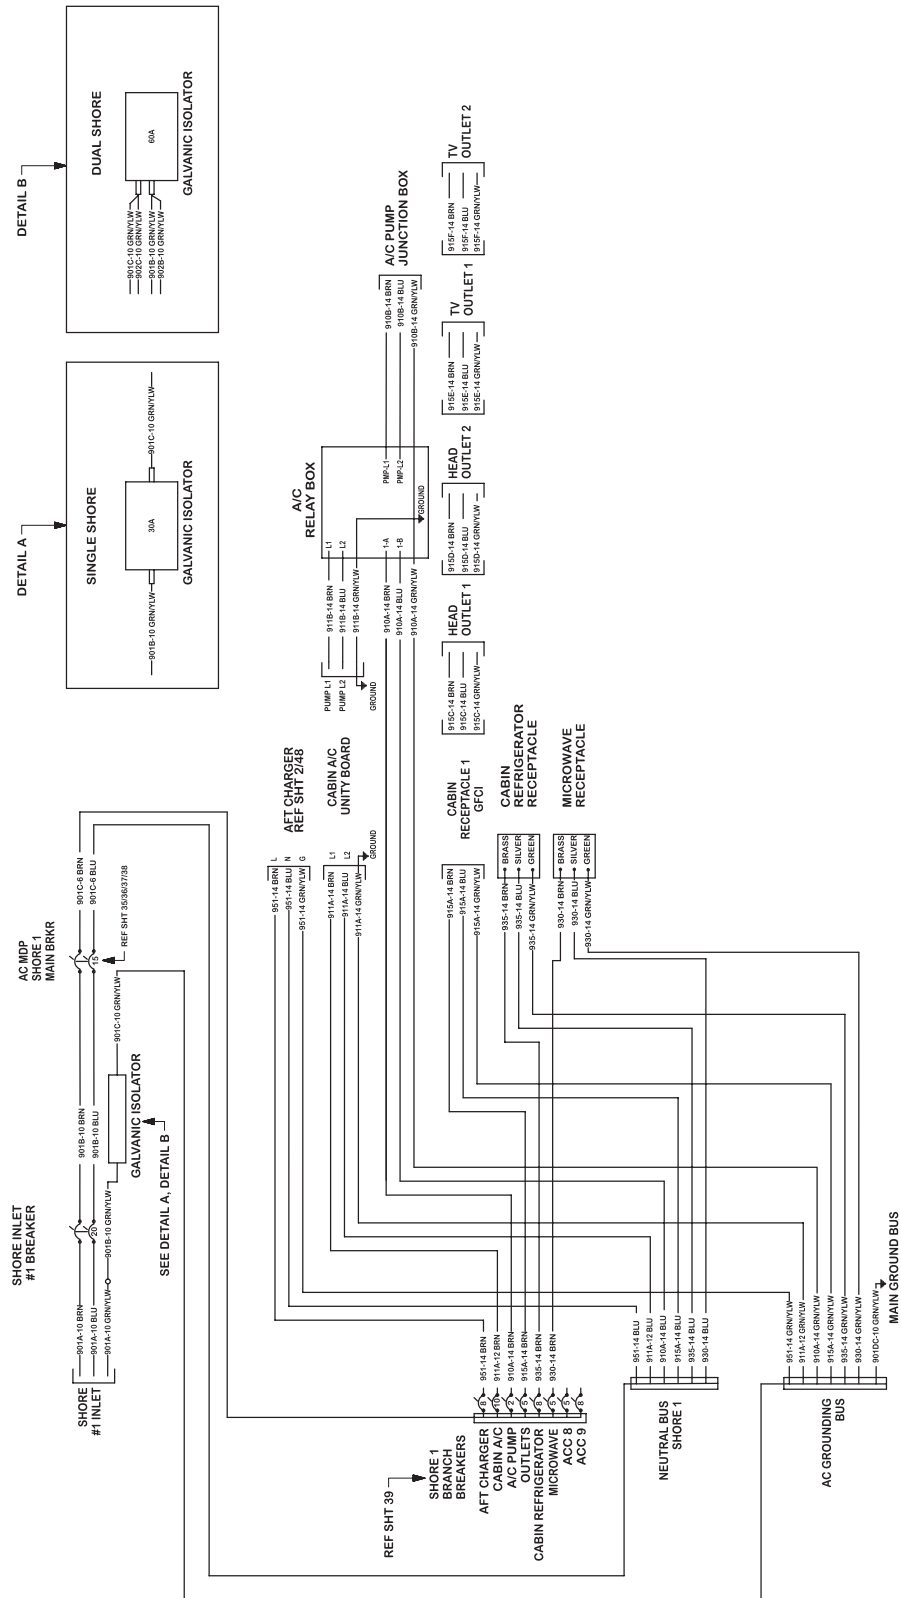 DETAIL B
DUAL SHORE
60A
GALVANIC ISOLATOR
901C-10 GRN/YLW
902C-10 GRN/YLW
901B-10 GRN/YLW
902B-10 GRN/YLW
DETAIL A
SINGLE SHORE
901B-10 GRN/YLW
30A
901C-10 GRN/YLW
GALVANIC ISOLATOR
SHORE
#1 INLET
901A-10 BRN
901A-10 BLU
901A-10 GRN/YLW
SHORE INLET
#1 BREAKER
20
901B-10 BRN
901B-10 BLU
901B-10 GRN/YLW
GALVANIC ISOLATOR
SEE DETAIL A, DETAIL B
901C-10 GRN/YLW
AC MDP
SHORE 1
MAIN BRKR
15
REF SHT 35/36/37/38
901C-6 BRN
901C-6 BLU
AFT CHARGER
REF SHT 2/48
L
N
G
951-14 BRN
951-14 BLU
951-14 GRN/YLW
CABIN A/C
UNITY BOARD
L1
L2
GROUND
911A-14 BRN
911A-14 BLU
911A-14 GRN/YLW
PUMP L1
PUMP L2
GROUND
911B-14 BRN
911B-14 BLU
911B-14 GRN/YLW
A/C
RELAY BOX
L1
L2
1-A
1-B
PMP-L1
PMP-L2
GROUND
910A-14 BRN
910A-14 BLU
910A-14 GRN/YLW
A/C PUMP
JUNCTION BOX
910B-14 BRN
910B-14 BLU
910B-14 GRN/YLW
CABIN
RECEPTACLE 1
GFCI
915A-14 BRN
915A-14 BLU
915A-14 GRN/YLW
HEAD
OUTLET 1
915C-14 BRN
915C-14 BLU
915C-14 GRN/YLW
HEAD
OUTLET 2
915D-14 BRN
915D-14 BLU
915D-14 GRN/YLW
TV
OUTLET 1
915E-14 BRN
915E-14 BLU
915E-14 GRN/YLW
TV
OUTLET 2
915F-14 BRN
915F-14 BLU
915F-14 GRN/YLW
CABIN
REFRIGERATOR
RECEPTACLE
BRASS
SILVER
GREEN
935-14 BRN
935-14 BLU
935-14 GRN/YLW
MICROWAVE
RECEPTACLE
BRASS
SILVER
GREEN
930-14 BRN
930-14 BLU
930-14 GRN/YLW
REF SHT 39
SHORE 1
BRANCH
BREAKERS
AFT CHARGER
CABIN A/C
A/C PUMP
OUTLETS
CABIN REFRIGERATOR
MICROWAVE
ACC 8
ACC 9
8
10
2
5
8
5
5
8
951-14 BRN
911A-12 BRN
910A-14 BRN
915A-14 BRN
935-14 BRN
930-14 BRN
NEUTRAL BUS
SHORE 1
951-14 BLU
911A-12 BLU
910A-14 BLU
915A-14 BLU
935-14 BLU
930-14 BLU
AC GROUNDING
BUS
951-14 GRN/YLW
911A-12 GRN/YLW
910A-14 GRN/YLW
915A-14 GRN/YLW
935-14 GRN/YLW
930-14 GRN/YLW
901DC-10 GRN/YLW
MAIN GROUND BUS